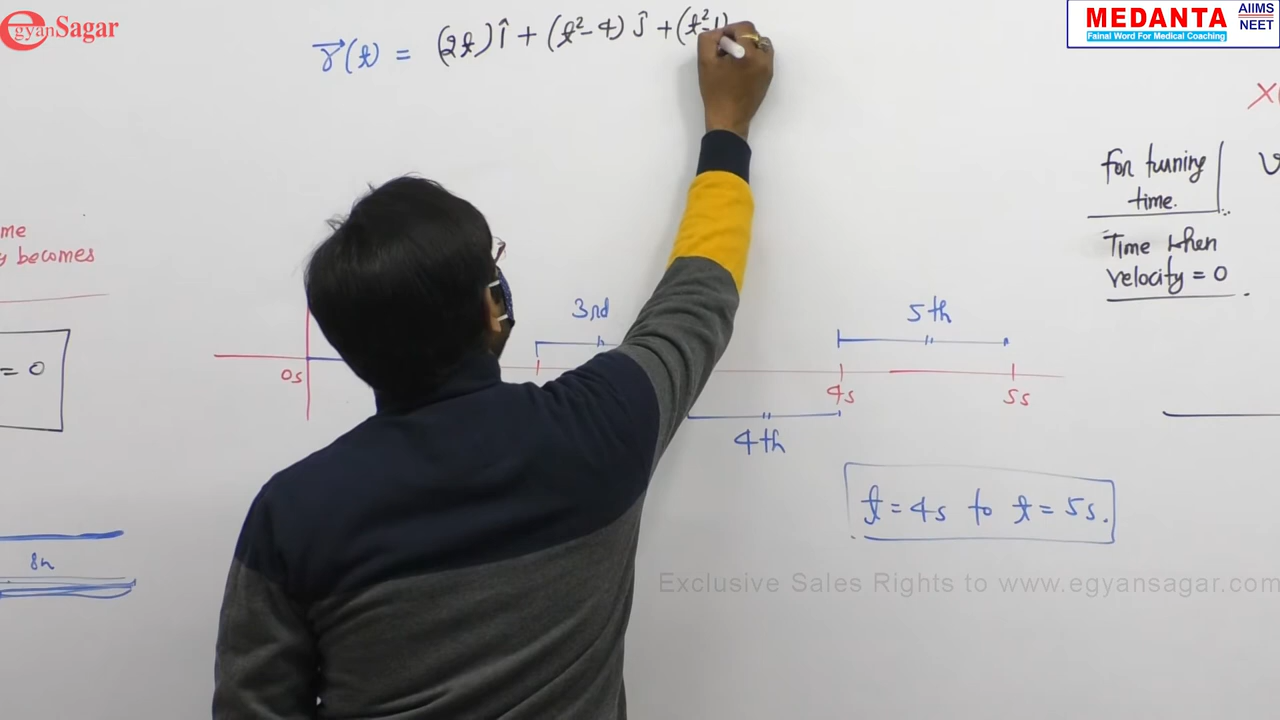 egyanSagar
MEDANTA
AIIMS
NEET
Fainal Word For Medical Coaching
r⃗(t) = (2t) î + (t² - 4) ĵ + (t² - 1)
X(
For turning
time.
v
Time when
velocity = 0
me
y becomes
= 0
3rd
5th
0s
4s
5s
4th
t = 4s to t = 5s.
8m
Exclusive Sales Rights to www.egyansagar.com